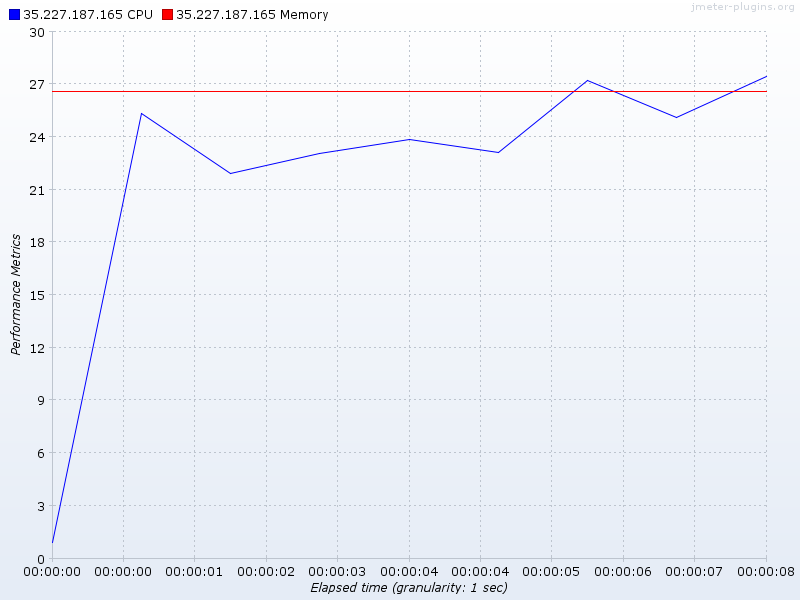 jmeter-plugins.org
35.227.187.165 CPU 35.227.187.165 Memory
30
27
24
21
18
15
12
9
6
3
0
Performance Metrics
00:00:00 00:00:00 00:00:01 00:00:02 00:00:03 00:00:04 00:00:04 00:00:05 00:00:06 00:00:07 00:00:08
Elapsed time (granularity: 1 sec)